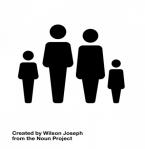 Created by Wilson Joseph
from the Noun Project